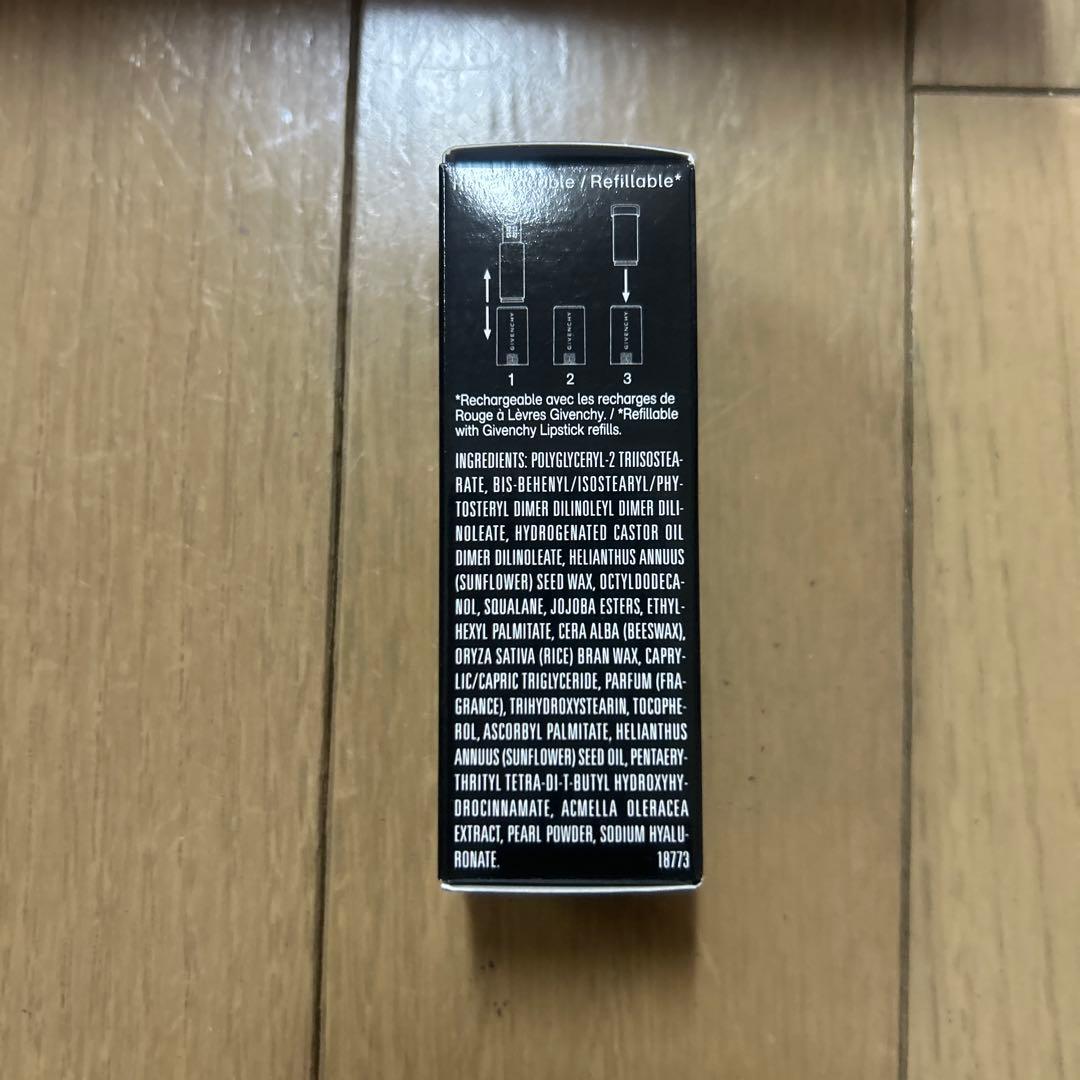 / Refillable*
GIVENCHY
GIVENCHY
GIVENCHY
1 2 3
*Rechargeable avec les recharges de
Rouge à Lèvres Givenchy. / *Refillable
with Givenchy Lipstick refills.
INGREDIENTS: POLYGLYCERYL-2 TRIISOSTEA-
RATE, BIS-BEHENYL/ISOSTEARYL/PHY-
TOSTERYL DIMER DILINOLEYL DIMER DILI-
NOLEATE, HYDROGENATED CASTOR OIL
DIMER DILINOLEATE, HELIANTHUS ANNUUS
(SUNFLOWER) SEED WAX, OCTYLDODECA-
NOL, SQUALANE, JOJOBA ESTERS, ETHYL-
HEXYL PALMITATE, CERA ALBA (BEESWAX),
ORYZA SATIVA (RICE) BRAN WAX, CAPRY-
LIC/CAPRIC TRIGLYCERIDE, PARFUM (FRA-
GRANCE), TRIHYDROXYSTEARIN, TOCOPHE-
ROL, ASCORBYL PALMITATE, HELIANTHUS
ANNUUS (SUNFLOWER) SEED OIL, PENTAERY-
THRITYL TETRA-DI-T-BUTYL HYDROXYHY-
DROCINNAMATE, ACMELLA OLERACEA
EXTRACT, PEARL POWDER, SODIUM HYALU-
RONATE. 18773